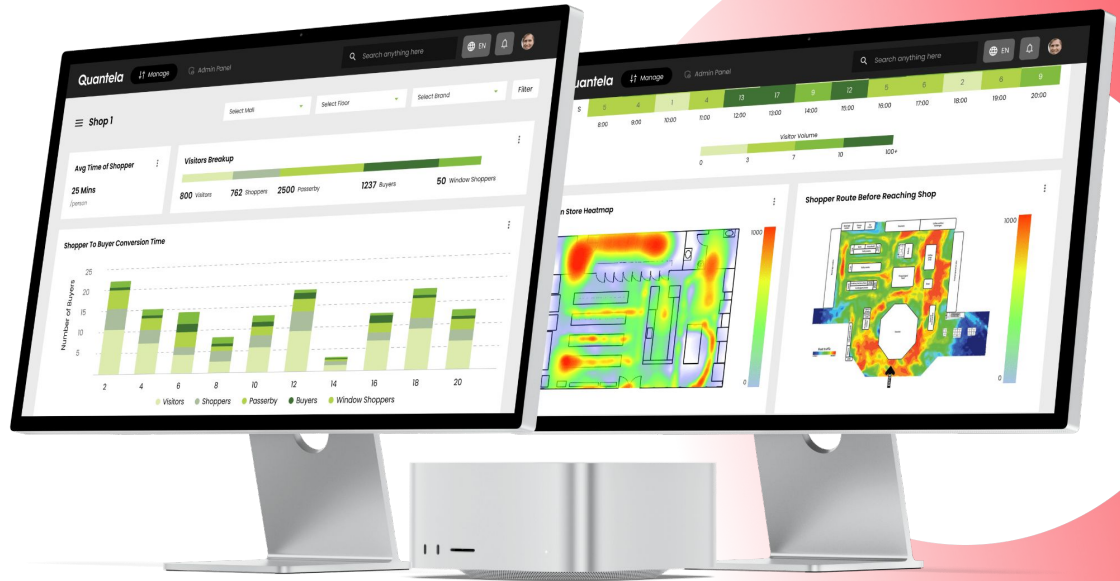 Quantela
Manage
Admin Panel
Search anything here
EN
Shop 1
Select Mall
Select Floor
Select Brand
Filter
Avg Time of Shopper
25 Mins
/person
Visitors Breakup
800 Visitors
762 Shoppers
2500 Passerby
1237 Buyers
50 Window Shoppers
Shopper To Buyer Conversion Time
Number of Buyers
25
20
15
10
5
2 4 6 8 10 12 14 16 18 20
Visitors
Shoppers
Passerby
Buyers
Window Shoppers
uantela
Manage
Admin Panel
Search anything here
EN
S 5 4 1 4 13 17 9 12 5 6 2 8 9
8:00 9:00 10:00 11:00 12:00 13:00 14:00 15:00 16:00 17:00 18:00 19:00 20:00
Visitor Volume
0 3 7 10 100+
n Store Heatmap
1000
0
Shopper Route Before Reaching Shop
1000
0